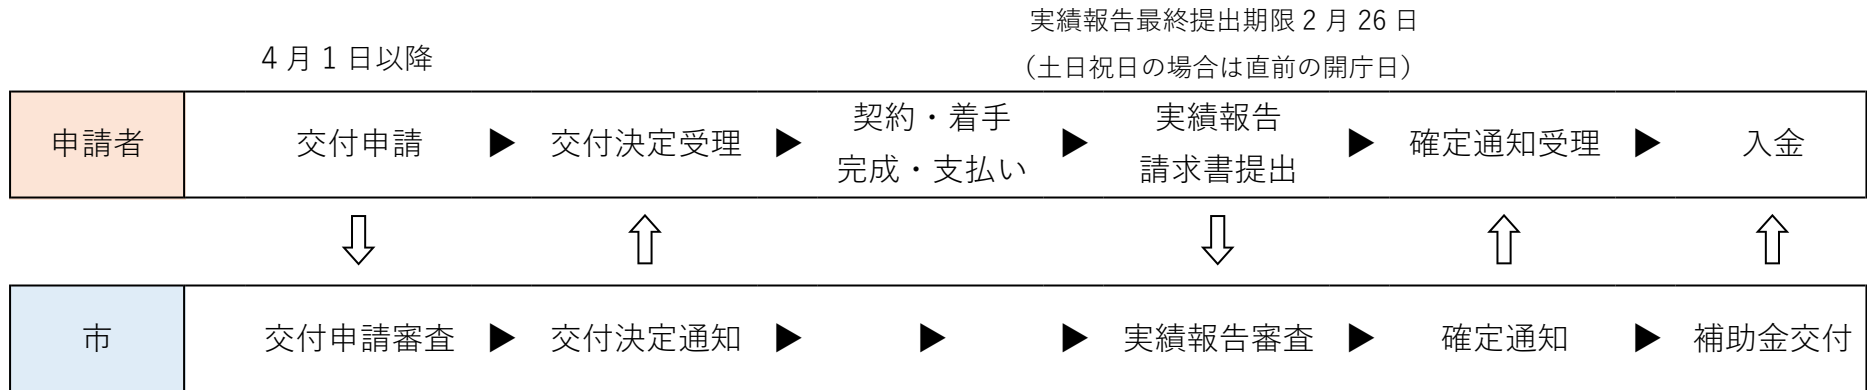 実績報告最終提出期限2月26日
4月1日以降
（土日祝日の場合は直前の開庁日）
申請者
交付申請 ▶ 交付決定受理 ▶
契約・着手
完成・支払い
▶
実績報告
請求書提出
▶ 確定通知受理 ▶ 入金
市
交付申請審査 ▶ 交付決定通知 ▶ ▶ ▶ 実績報告審査 ▶ 確定通知 ▶ 補助金交付